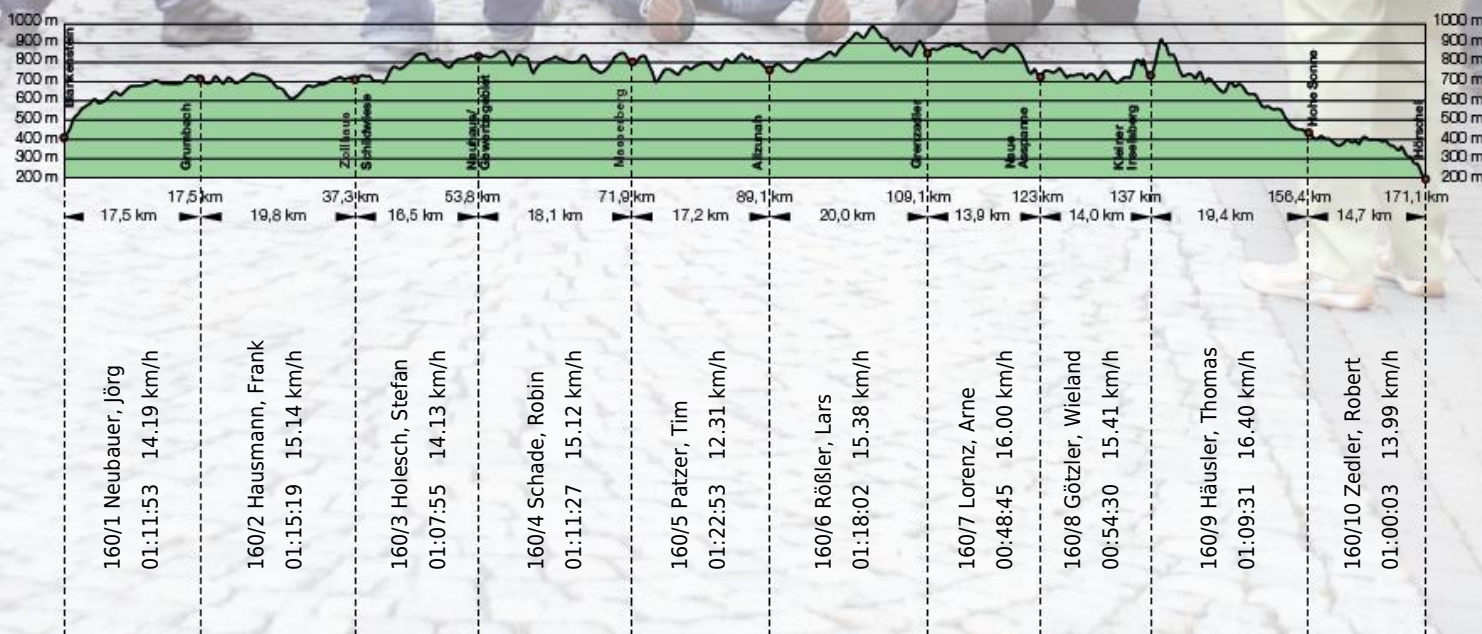 1000 m
900 m
800 m
700 m
600 m
500 m
400 m
300 m
200 m
1000 m
900 m
800 m
700 m
600 m
500 m
400 m
300 m
200 m
Blankenstein
Grumbach
Zollhaus
Schildwiese
Neuhaus/
Masserberg
Allzunah
Grenzadler
Neue
Ausspanne
Kleiner
Inselsberg
Hohe Sonne
Hörschel
17,5 km
37,3 km
53,8 km
71,9 km
89,1 km
109,1 km
123 km
137 km
156,4 km
171,1 km
17,5 km
19,8 km
16,5 km
18,1 km
17,2 km
20,0 km
13,9 km
14,0 km
19,4 km
14,7 km
160/1 Neubauer, Jörg
01:11:53 14.19 km/h
160/2 Hausmann, Frank
01:15:19 15.14 km/h
160/3 Holesch, Stefan
01:07:55 14.13 km/h
160/4 Schade, Robin
01:11:27 15.12 km/h
160/5 Patzer, Tim
01:22:53 12.31 km/h
160/6 Rößler, Lars
01:18:02 15.38 km/h
160/7 Lorenz, Arne
00:48:45 16.00 km/h
160/8 Götzler, Wieland
00:54:30 15.41 km/h
160/9 Häusler, Thomas
01:09:31 16.40 km/h
160/10 Zedler, Robert
01:00:03 13.99 km/h